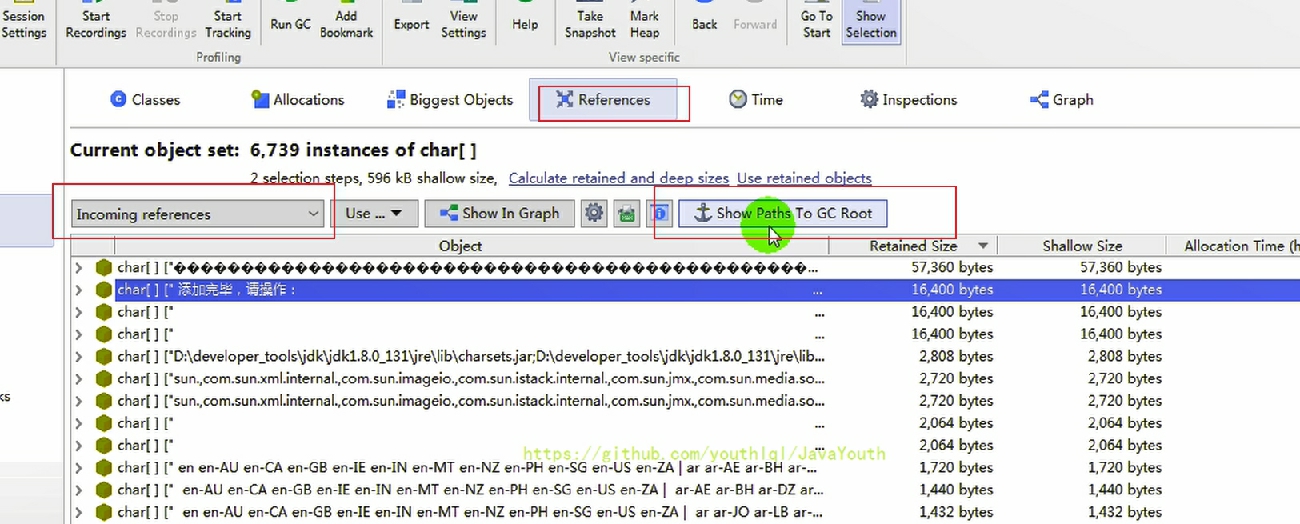 Session Settings
Start Recordings
Stop Recordings
Start Tracking
Run GC
Add Bookmark
Export
View Settings
Help
Take Snapshot
Mark Heap
Back
Forward
Go To Start
Show Selection
Profiling
View specific
Classes
Allocations
Biggest Objects
References
Time
Inspections
Graph
Current object set: 6,739 instances of char[ ]
2 selection steps, 596 kB shallow size, Calculate retained and deep sizes Use retained objects
Incoming references
Use ...
Show In Graph
Show Paths To GC Root
Object Retained Size Shallow Size Allocation Time (h
char[ ] ["������������������������������������������������... 57,360 bytes 57,360 bytes
char[ ] [" 添加完毕，请操作： ... 16,400 bytes 16,400 bytes
char[ ] [" ... 16,400 bytes 16,400 bytes
char[ ] [" ... 16,400 bytes 16,400 bytes
char[ ] ["D:\developer_tools\jdk\jdk1.8.0_131\jre\lib\charsets.jar;D:\developer_tools\jdk\jdk1.8.0_131\jre\lib... 2,808 bytes 2,808 bytes
char[ ] ["sun.,com.sun.xml.internal.,com.sun.imageio.,com.sun.istack.internal.,com.sun.jmx.,com.sun.media.so... 2,720 bytes 2,720 bytes
char[ ] ["sun.,com.sun.xml.internal.,com.sun.imageio.,com.sun.istack.internal.,com.sun.jmx.,com.sun.media.so... 2,720 bytes 2,720 bytes
char[ ] [" ... 2,064 bytes 2,064 bytes
char[ ] [" ... 2,064 bytes 2,064 bytes
https://github.com/youthlql/JavaYouth
char[ ] [" en en-AU en-CA en-GB en-IE en-IN en-MT en-NZ en-PH en-SG en-US en-ZA | ar ar-AE ar-BH ar-... 1,720 bytes 1,720 bytes
char[ ] [" en-AU en-CA en-GB en-IE en-IN en-MT en-NZ en-PH en-SG en-US en-ZA | ar-AE ar-BH ar-DZ ar... 1,440 bytes 1,440 bytes
char[ ] [" en-AU en-CA en-GB en-IE en-IN en-MT en-NZ en-PH en-SG en-US en-ZA | ar ar-JO ar-LB ar-... 1,432 bytes 1,432 bytes
ks